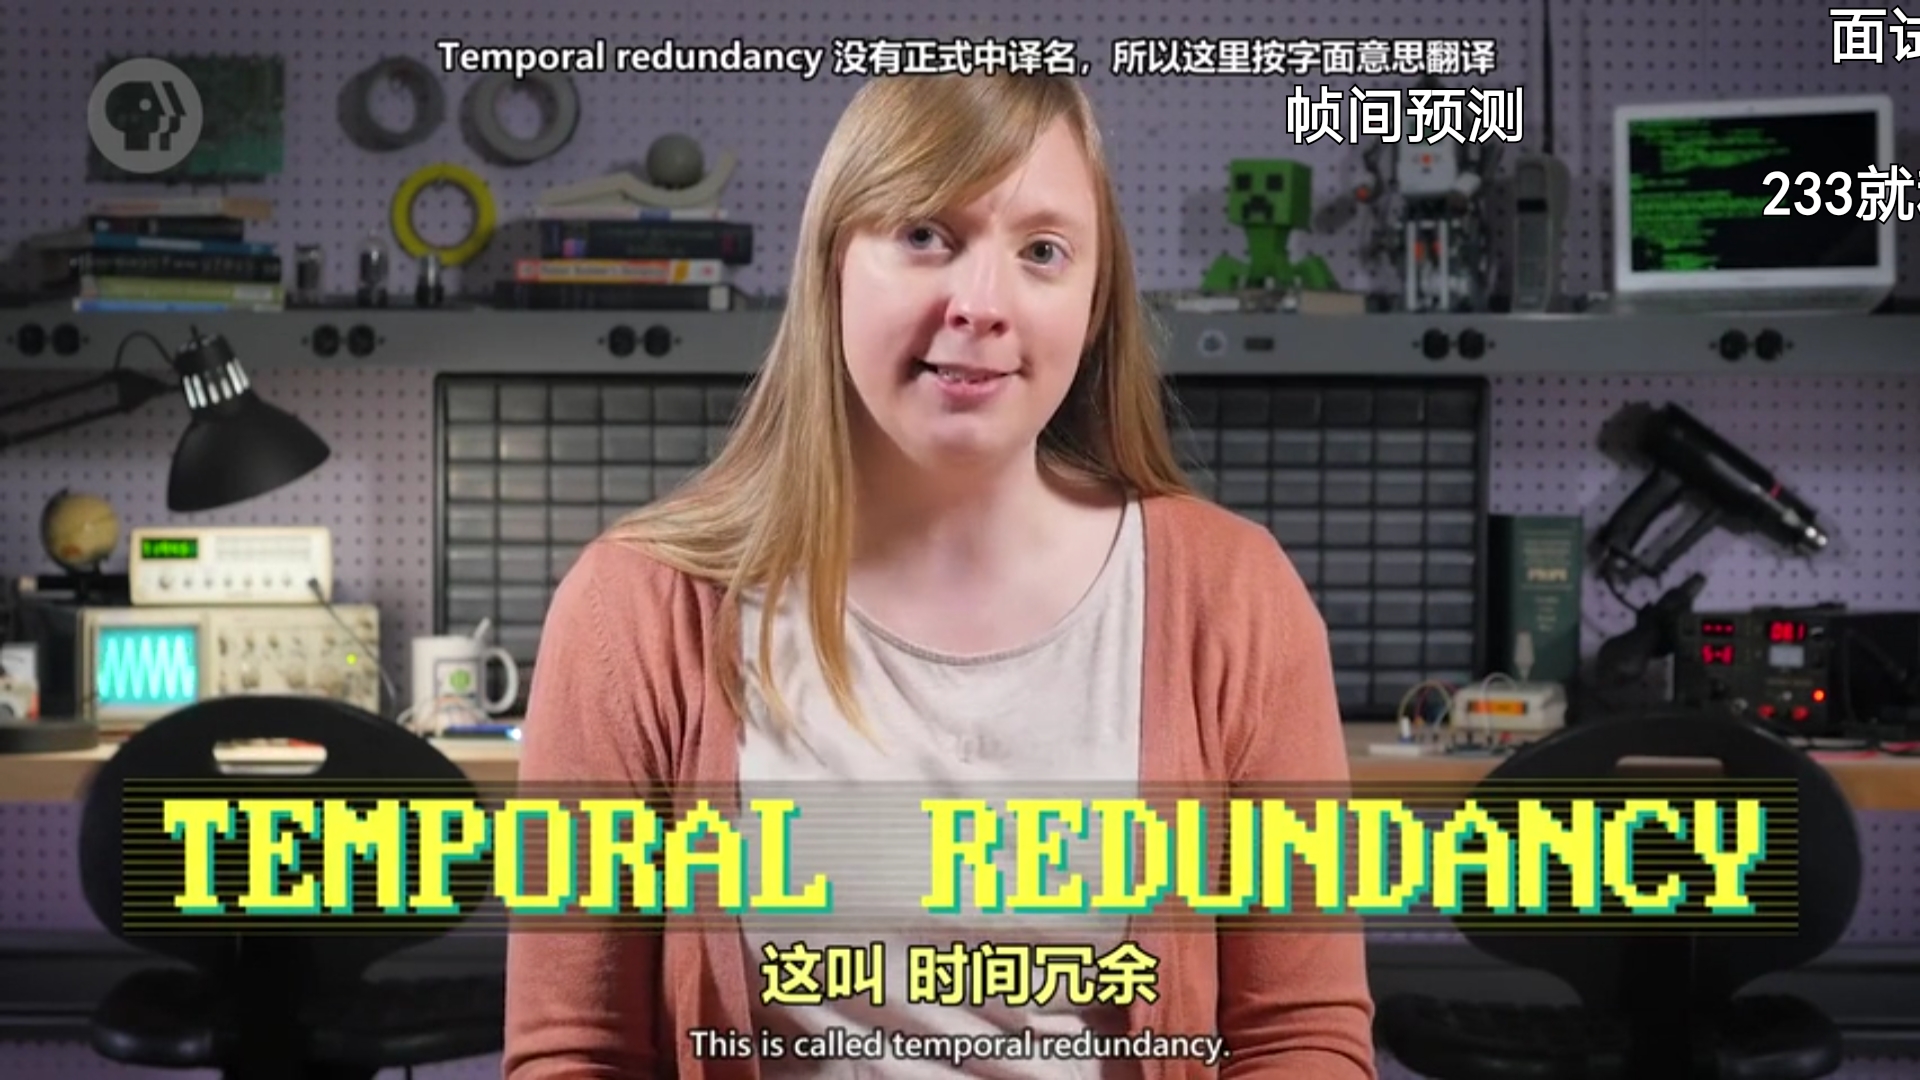 Temporal redundancy 没有正式中译名，所以这里按字面意思翻译
面试
帧间预测
233就
TEMPORAL REDUNDANCY
这叫 时间冗余
This is called temporal redundancy.